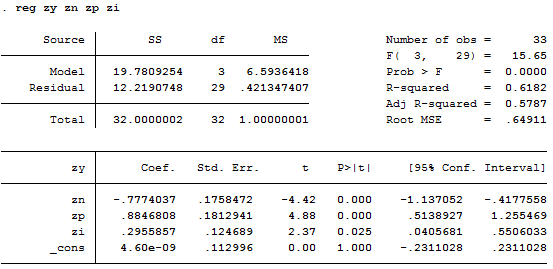 . reg zy zn zp zi
Source SS df MS Number of obs = 33
F( 3, 29) = 15.65
Model 19.7809254 3 6.5936418 Prob > F = 0.0000
Residual 12.2190748 29 .421347407 R-squared = 0.6182
Adj R-squared = 0.5787
Total 32.0000002 32 1.00000001 Root MSE = .64911
zy Coef. Std. Err. t P>|t| [95% Conf. Interval]
zn -.7774037 .1758472 -4.42 0.000 -1.137052 -.4177558
zp .8846808 .1812941 4.88 0.000 .5138927 1.255469
zi .2955857 .124689 2.37 0.025 .0405681 .5506033
_cons 4.60e-09 .112996 0.00 1.000 -.2311028 .2311028